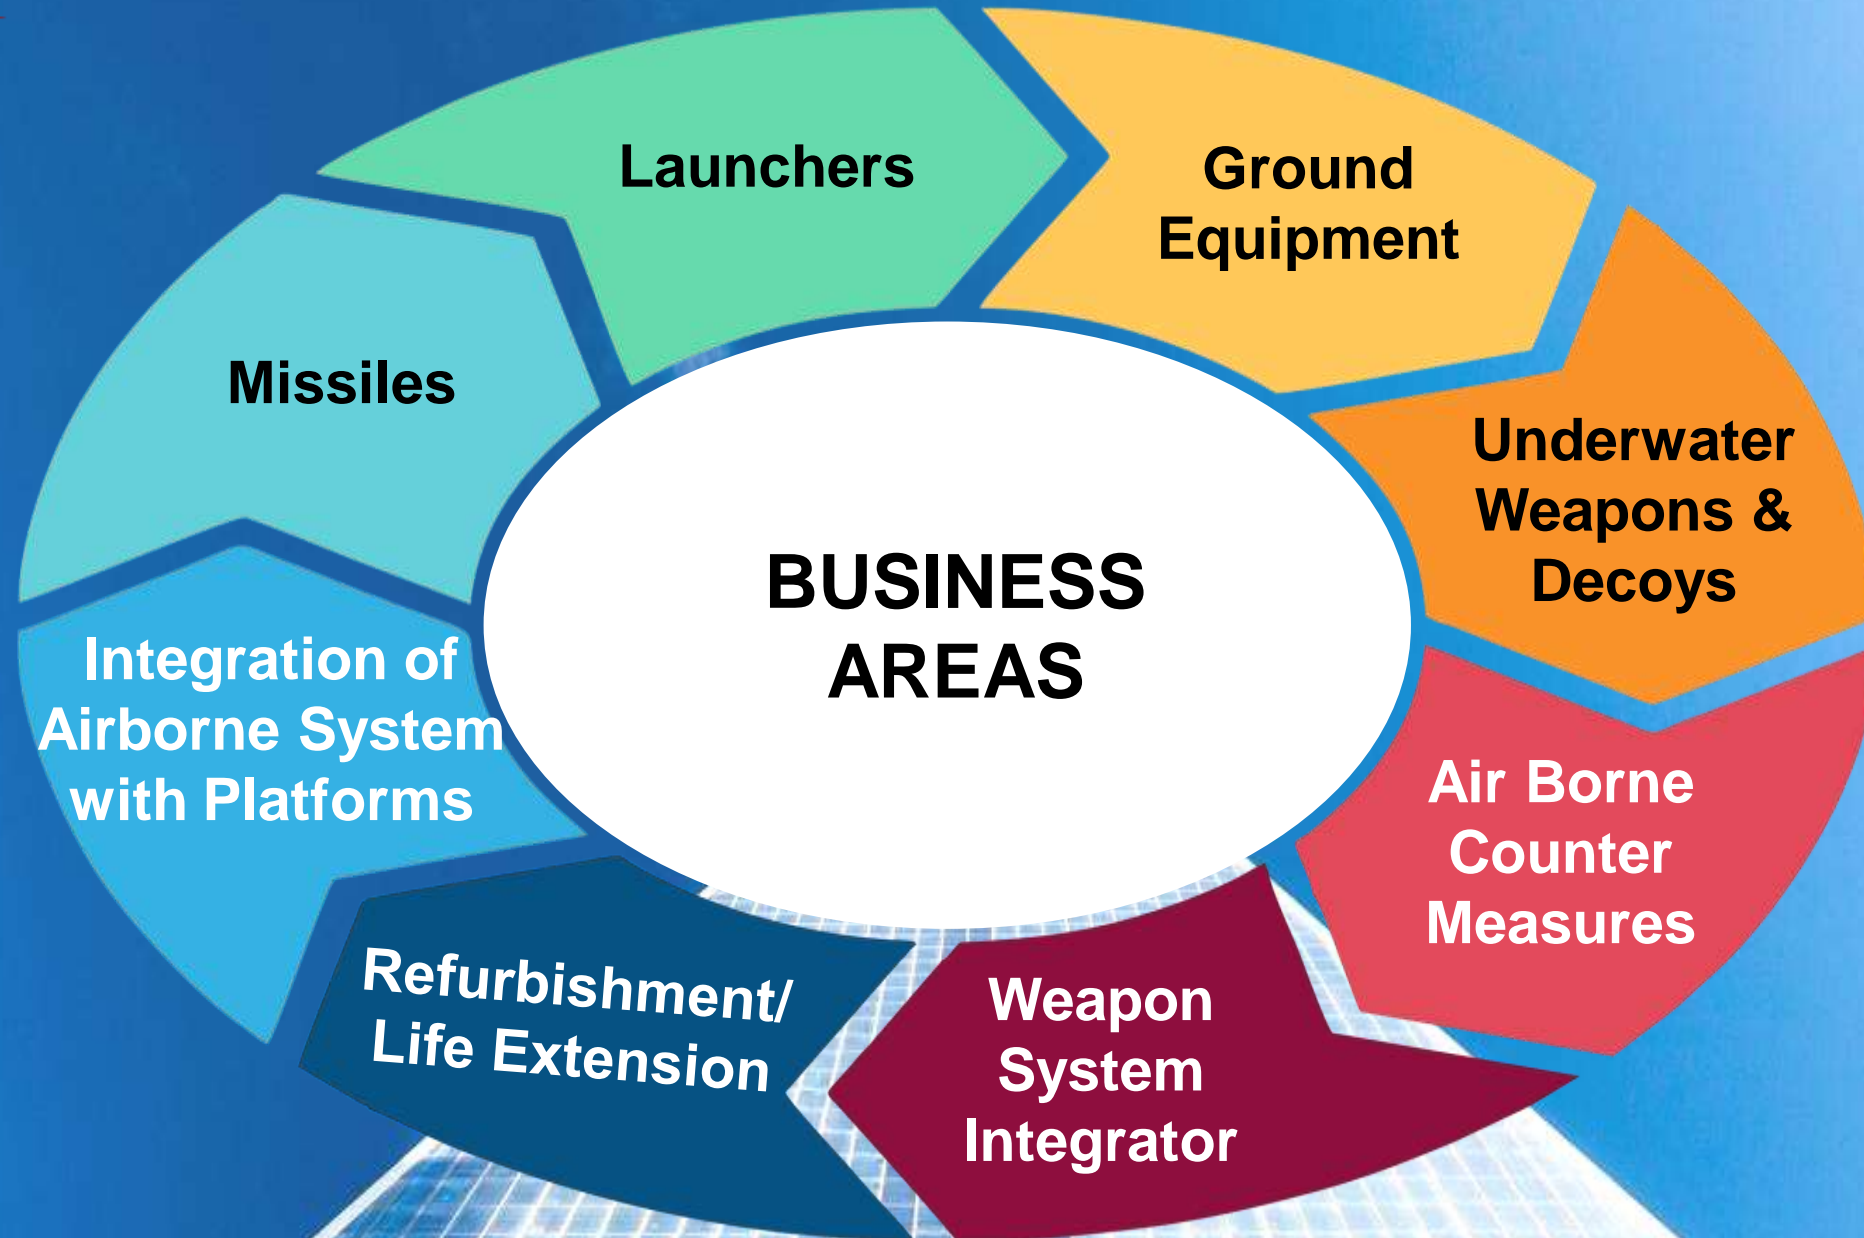 Launchers
Ground
Equipment
Missiles
Underwater
Weapons &
Decoys
BUSINESS
AREAS
Integration of
Airborne System
with Platforms
Air Borne
Counter
Measures
Refurbishment/
Life Extension
Weapon
System
Integrator